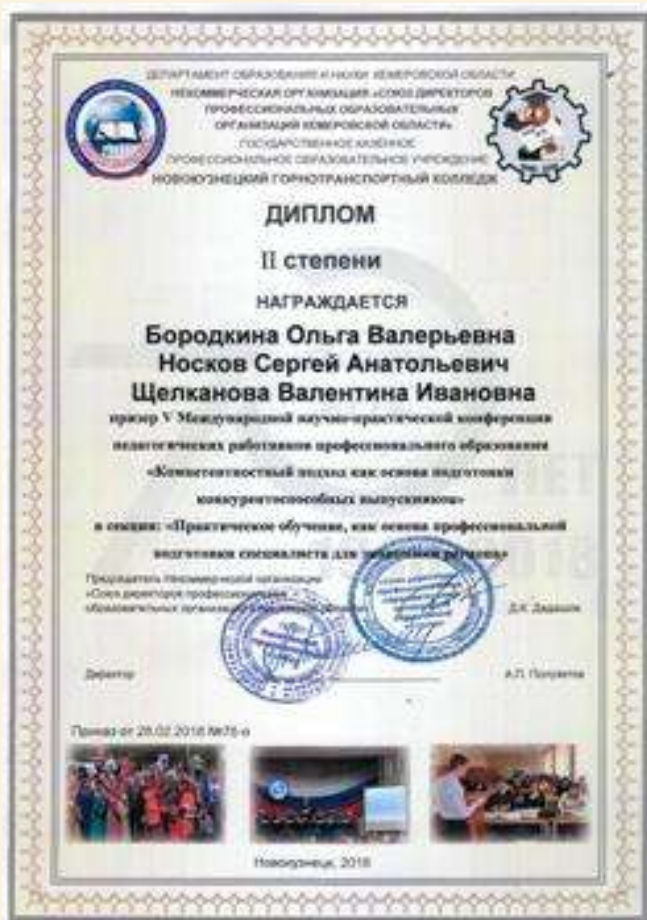 ДЕПАРТАМЕНТ ОБРАЗОВАНИЯ И НАУКИ КЕМЕРОВСКОЙ ОБЛАСТИ
НЕКОММЕРЧЕСКАЯ ОРГАНИЗАЦИЯ «СОЮЗ ДИРЕКТОРОВ
ПРОФЕССИОНАЛЬНЫХ ОБРАЗОВАТЕЛЬНЫХ
ОРГАНИЗАЦИЙ КЕМЕРОВСКОЙ ОБЛАСТИ»
ГОСУДАРСТВЕННОЕ КАЗЁННОЕ
ПРОФЕССИОНАЛЬНОЕ ОБРАЗОВАТЕЛЬНОЕ УЧРЕЖДЕНИЕ
НОВОКУЗНЕЦКИЙ ГОРНОТРАНСПОРТНЫЙ КОЛЛЕДЖ
ДИПЛОМ
II степени
НАГРАЖДАЕТСЯ
Бородкина Ольга Валерьевна
Носков Сергей Анатольевич
Щелканова Валентина Ивановна
призер V Международной научно-практической конференции
педагогических работников профессионального образования
«Компетентностный подход как основа подготовки
конкурентоспособных выпускников»
в секции: «Практическое обучение, как основа профессиональной
подготовки специалиста для региона»
Председатель Некоммерческой организации
«Союз директоров профессиональных
образовательных организаций
Директор
А.П.
Приказ от 28.02.2018 №78-о
Новокузнецк, 2018